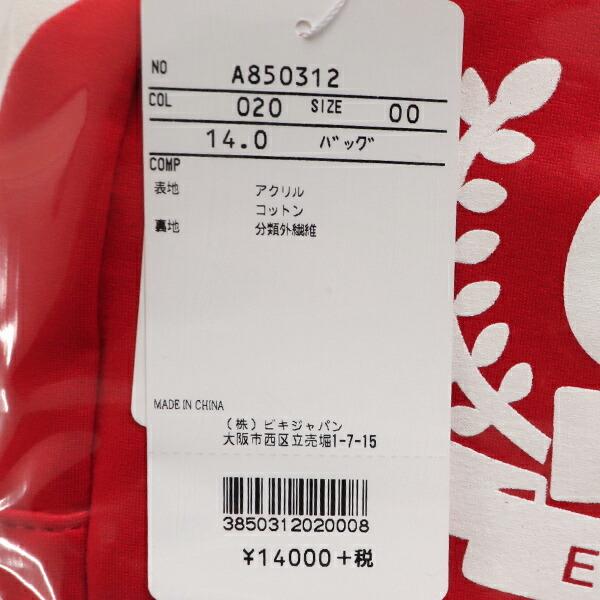 NO A850312
COL 020 SIZE 00
14.0 バッグ
COMP
表地 アクリル
コットン
裏地 分類外繊維
MADE IN CHINA
(株)ビキジャパン
大阪市西区立売堀1-7-15
3850312020008
¥14000+税
E